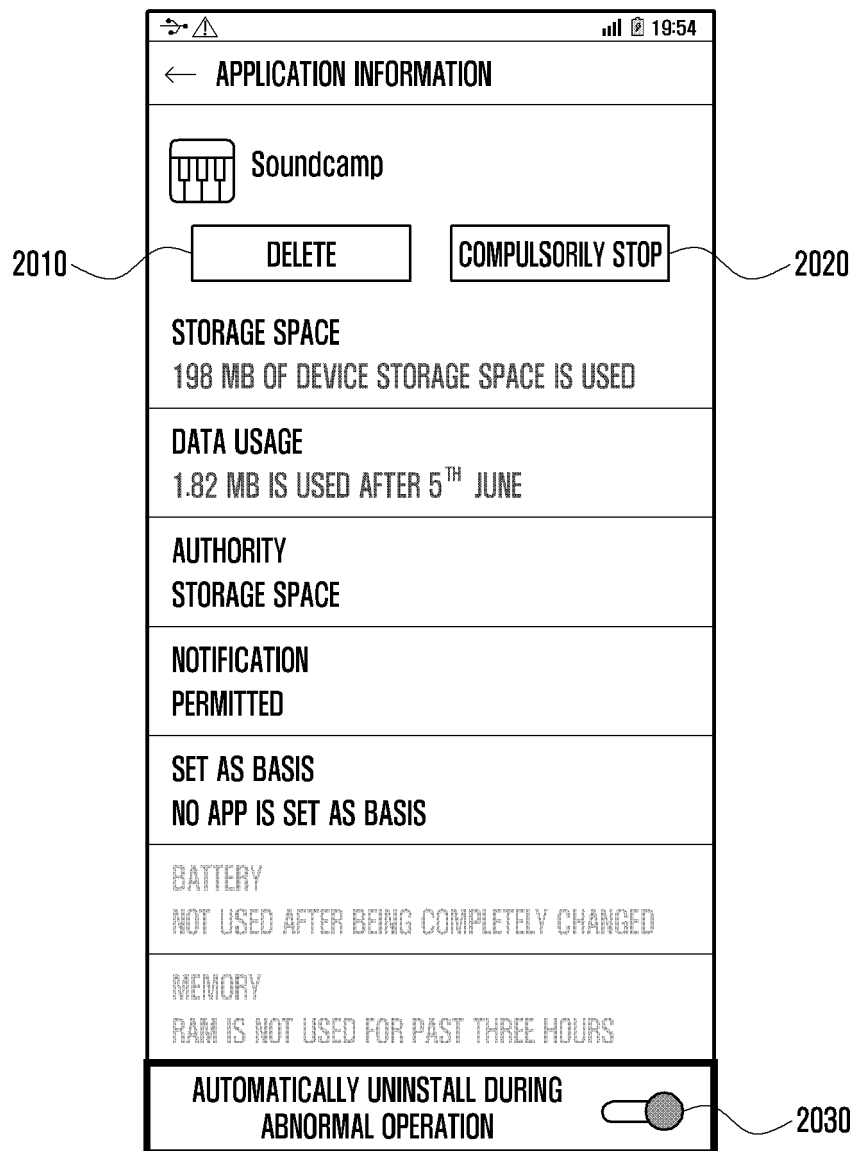 19:54
APPLICATION INFORMATION
Soundcamp
2010
DELETE
COMPULSORILY STOP
2020
STORAGE SPACE
198 MB OF DEVICE STORAGE SPACE IS USED
DATA USAGE
1.82 MB IS USED AFTER 5TH JUNE
AUTHORITY
STORAGE SPACE
NOTIFICATION
PERMITTED
SET AS BASIS
NO APP IS SET AS BASIS
BATTERY
NOT USED AFTER BEING COMPLETELY CHANGED
MEMORY
RAM IS NOT USED FOR PAST THREE HOURS
AUTOMATICALLY UNINSTALL DURING
ABNORMAL OPERATION
2030